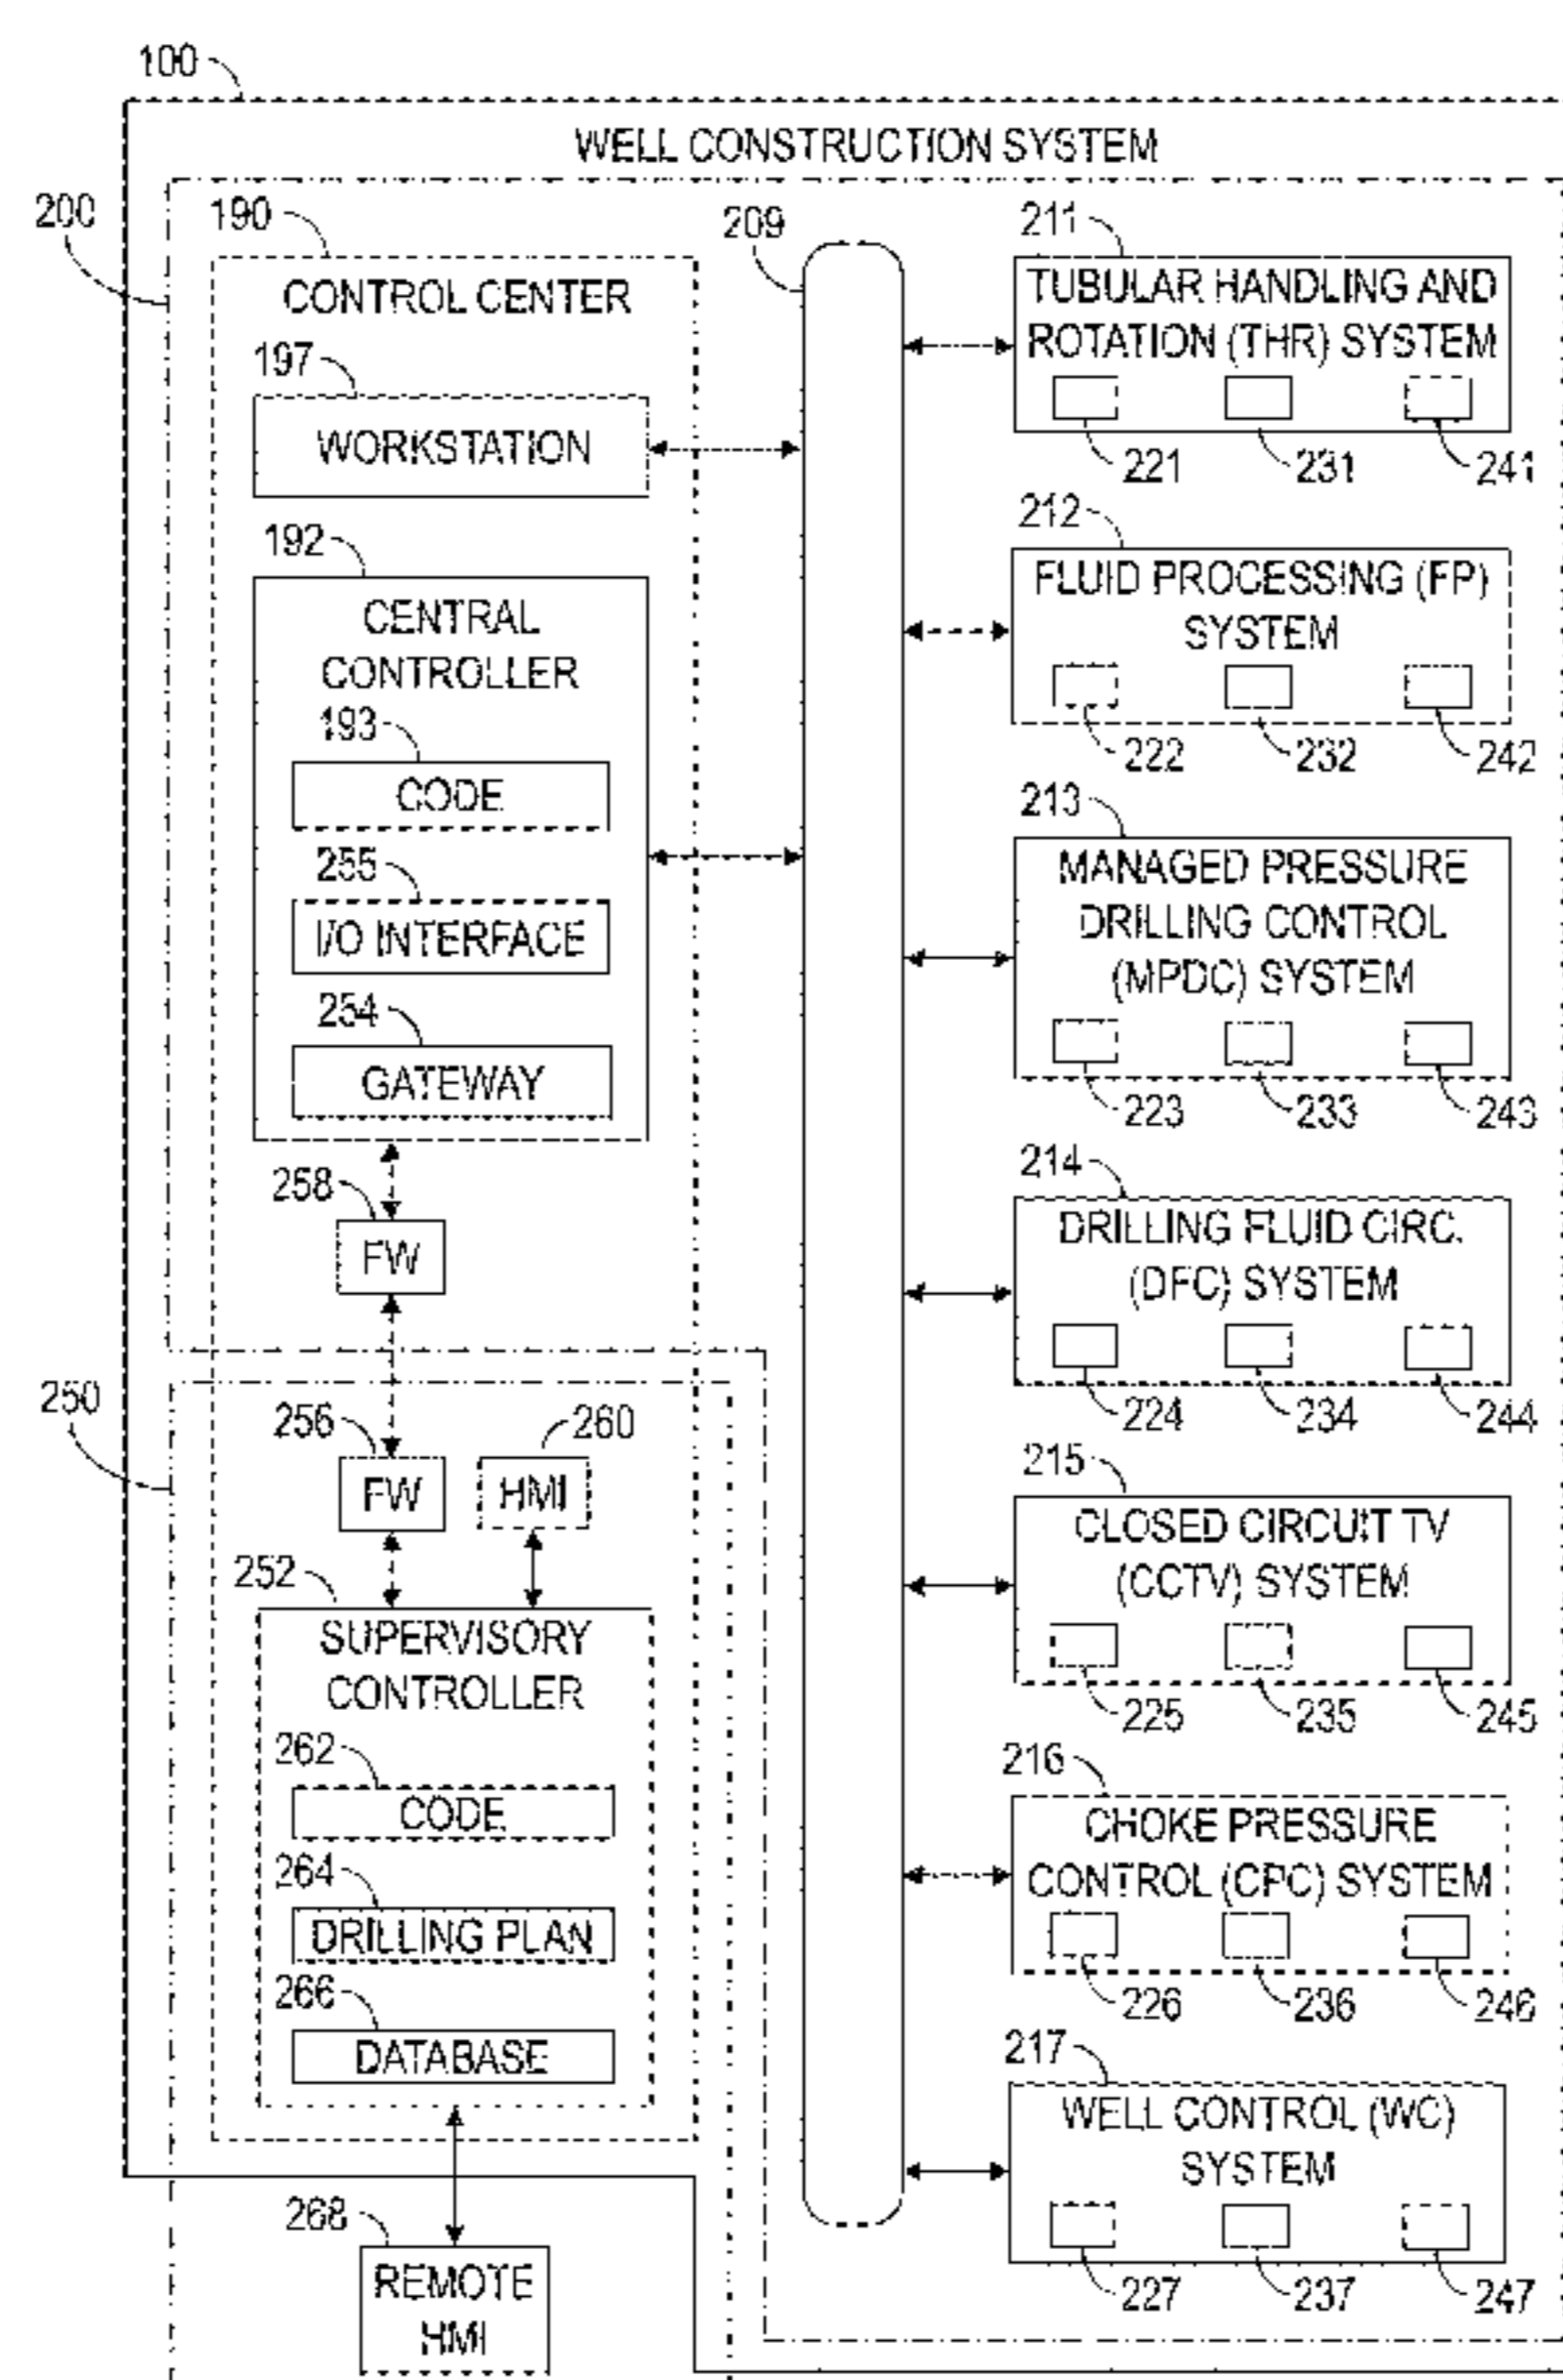 100
WELL CONSTRUCTION SYSTEM
200
190
CONTROL CENTER
197
WORKSTATION
192
CENTRAL
CONTROLLER
193
CODE
255
I/O INTERFACE
254
GATEWAY
258
FW
250
256
FW
260
HMI
252
SUPERVISORY
CONTROLLER
262
CODE
264
DRILLING PLAN
266
DATABASE
268
REMOTE
HMI
209
211
TUBULAR HANDLING AND
ROTATION (THR) SYSTEM
221 231 241
212
FLUID PROCESSING (FP)
SYSTEM
222 232 242
213
MANAGED PRESSURE
DRILLING CONTROL
(MPDC) SYSTEM
223 233 243
214
DRILLING FLUID CIRC.
(DFC) SYSTEM
224 234 244
215
CLOSED CIRCUIT TV
(CCTV) SYSTEM
225 235 245
216
CHOKE PRESSURE
CONTROL (CPC) SYSTEM
226 236 246
217
WELL CONTROL (WC)
SYSTEM
227 237 247